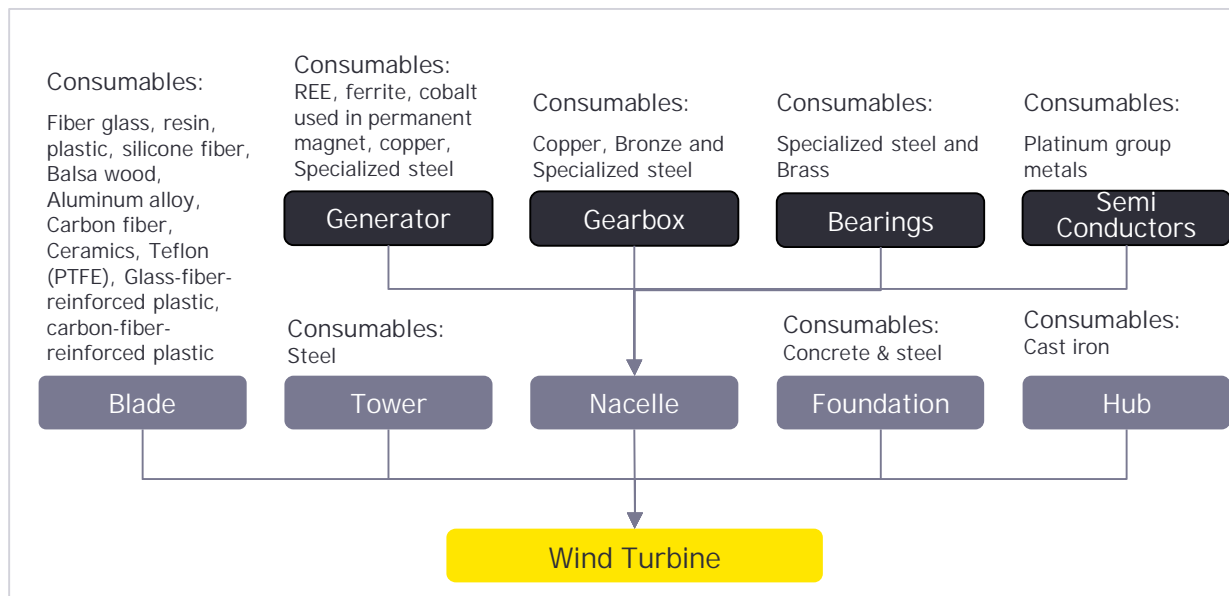 Consumables:
Fiber glass, resin,
plastic, silicone fiber,
Balsa wood,
Aluminum alloy,
Carbon fiber,
Ceramics, Teflon
(PTFE), Glass-fiber-
reinforced plastic,
carbon-fiber-
reinforced plastic
Consumables:
REE, ferrite, cobalt
used in permanent
magnet, copper,
Specialized steel
Generator
Consumables:
Copper, Bronze and
Specialized steel
Gearbox
Consumables:
Specialized steel and
Brass
Bearings
Consumables:
Platinum group
metals
Semi
Conductors
Blade
Consumables:
Steel
Tower
Nacelle
Consumables:
Concrete & steel
Foundation
Consumables:
Cast iron
Hub
Wind Turbine